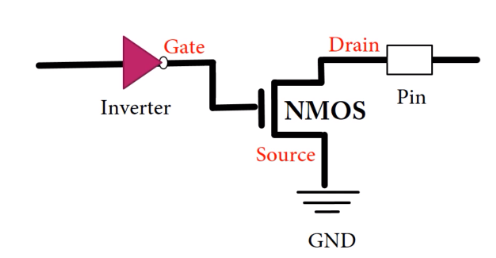 Gate
Drain
Inverter
NMOS
Pin
Source
GND